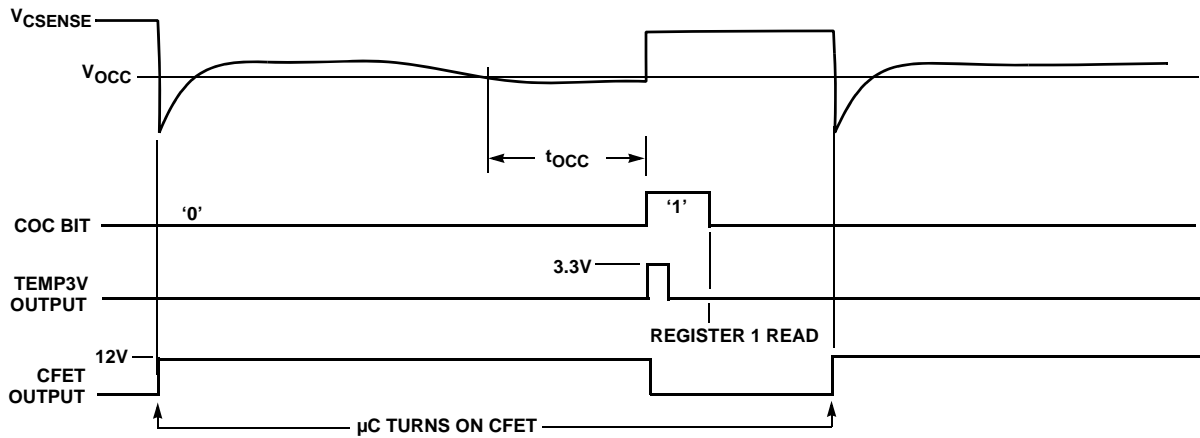 VCSENSE
VOCC
tOCC
COC BIT
‘0’
‘1’
3.3V
TEMP3V
OUTPUT
REGISTER 1 READ
12V
CFET
OUTPUT
µC TURNS ON CFET